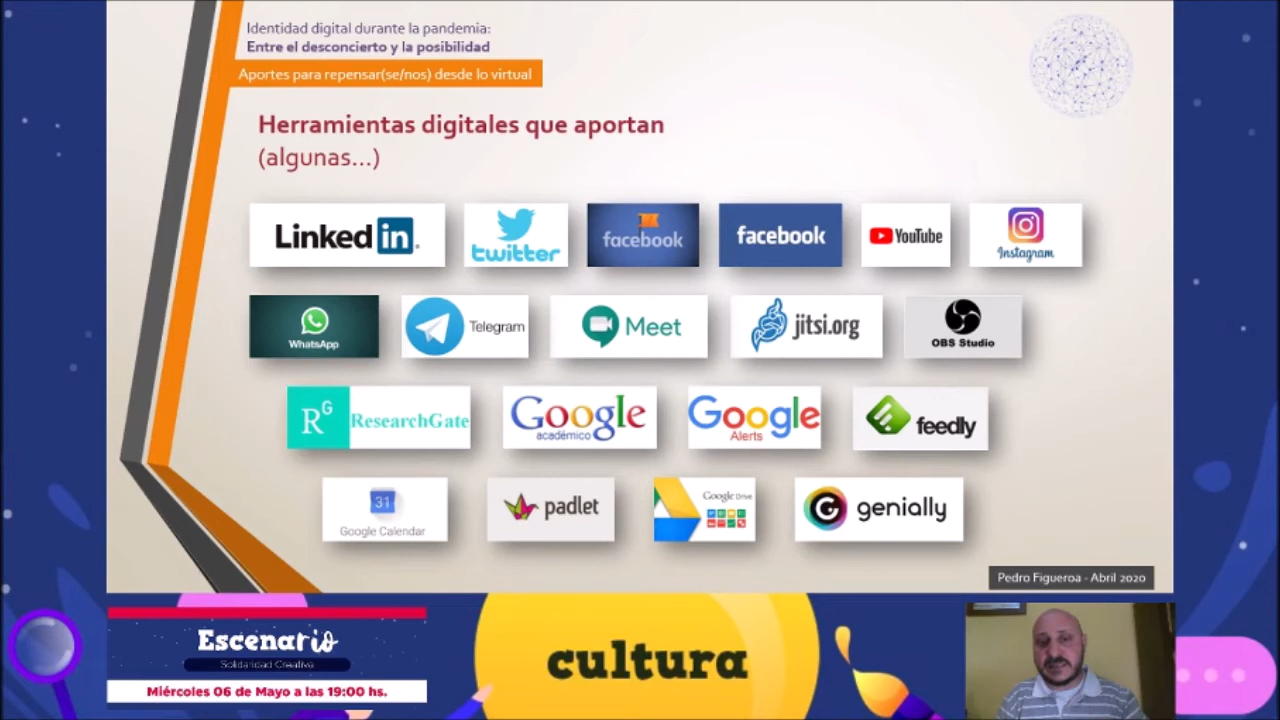 Identidad digital durante la pandemia:
Entre el desconcierto y la posibilidad
Aportes para repensar(se/nos) desde lo virtual
Herramientas digitales que aportan
(algunas...)
Linked in
twitter
facebook
facebook
YouTube
Instagram
WhatsApp
Telegram
Meet
jitsi.org
OBS Studio
RG ResearchGate
Google
académico
Google
Alerts
feedly
31
Google Calendar
padlet
Google Drive
G genially
Pedro Figueroa - Abril 2020
Escenario
Solidaridad Creativa
Miércoles 06 de Mayo a las 19:00 hs.
cultura